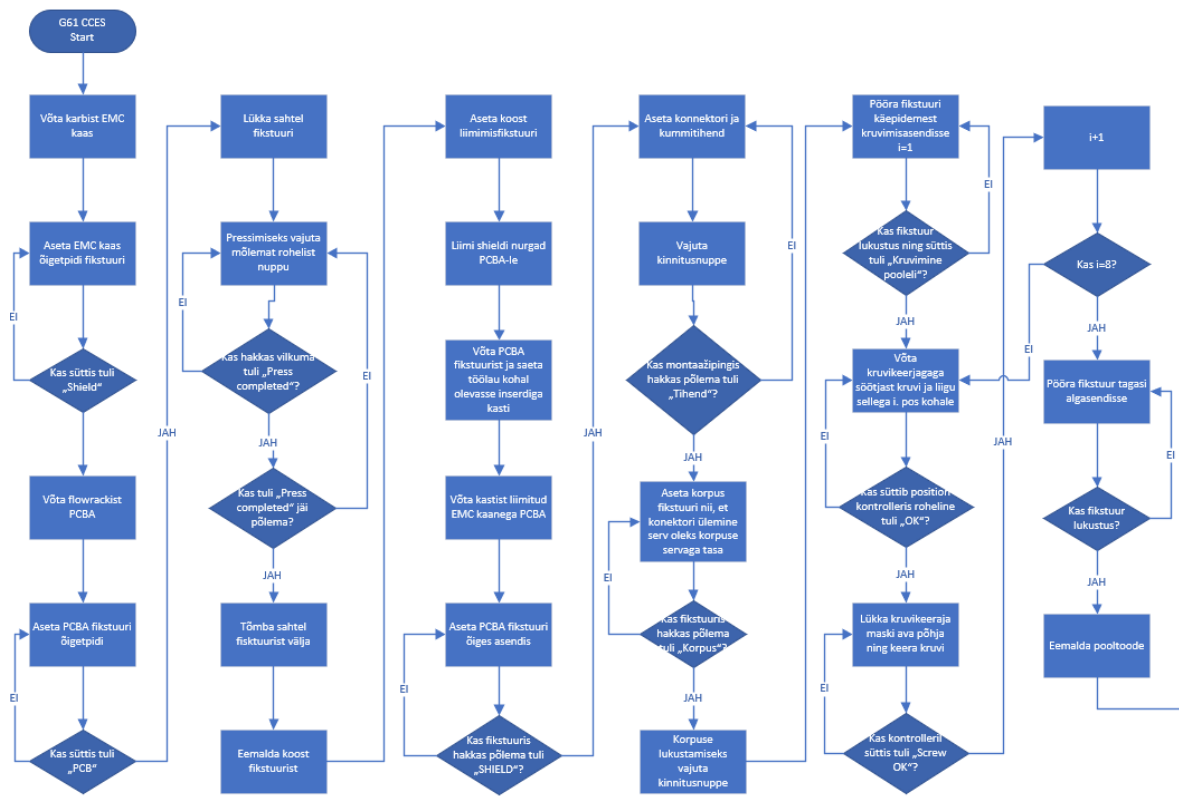 G61 CCES
Start
Võta karbist EMC
kaas
Aseta EMC kaas
õigetpidi fikstuuri
EI
Kas süttis tuli
„Shield“
Võta flowrackist
PCBA
Aseta PCBA fikstuuri
õigetpidi
EI
Kas süttis tuli
„PCB“
JAH
Lükka sahtel
fikstuuri
Pressimiseks vajuta
mõlemat rohelist
nuppu
EI
Kas hakkas vilkuma
tuli „Press
completed“?
JAH
EI
Kas tuli „Press
completed“ jäi
põlema?
JAH
Tõmba sahtel
fisktuurist välja
Eemalda koost
fikstuurist
JAH
Aseta koost
liimimisfikstuuri
Liimi shieldi nurgad
PCBA-le
Võta PCBA
fikstuurist ja saeta
töölau kohal
olevasse inserdiga
kasti
Võta kastist liimitud
EMC kaanega PCBA
Aseta PCBA fikstuuri
õiges asendis
EI
Kas fikstuuris
hakkas põlema tuli
„SHIELD“?
JAH
Aseta konnektori ja
kummitihend
Vajuta
kinnitusnuppe
EI
Kas montaažipingis
hakkas põlema tuli
„Tihend“?
JAH
Aseta korpus
fikstuuri nii, et
konektori ülemine
serv oleks korpuse
servaga tasa
EI
Kas fikstuuris
hakkas põlema
tuli „Korpus“?
JAH
Korpuse
lukustamiseks
vajuta
kinnitusnuppe
Pööra fikstuuri
käepidemest
kruvimisasendisse
i=1
EI
Kas fikstuur
lukustus ning süttis
tuli „Kruvimine
pooleli“?
JAH
Võta
kruvikeerjagaga
söötjast kruvi ja liigu
sellega i. pos kohale
EI
Kas süttib position
kontrolleris roheline
tuli „OK“?
JAH
Lükka kruvikeeraja
maski ava põhja
ning keera kruvi
EI
Kas kontrolleril
süttis tuli „Screw
OK“?
JAH
i+1
Kas i=8?
EI
JAH
Pööra fikstuur tagasi
algasendisse
EI
Kas fikstuur
lukustus?
JAH
Eemalda pooltoode